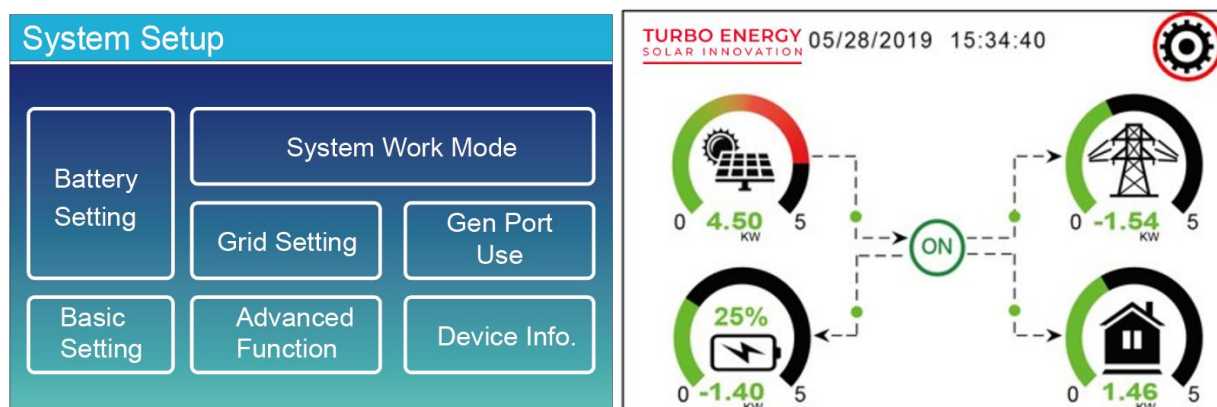 System Setup
Battery
Setting
System Work Mode
Grid Setting
Gen Port
Use
Basic
Setting
Advanced
Function
Device Info.
TURBO ENERGY
SOLAR INNOVATION
05/28/2019 15:34:40
0 4.50 5
KW
0 -1.54 5
KW
ON
25%
0 -1.40 5
KW
0 1.46 5
KW